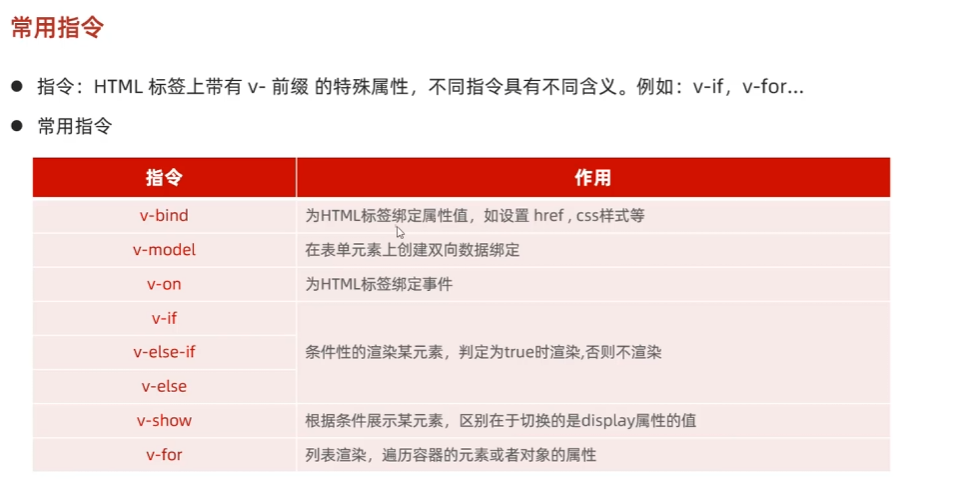 常用指令
指令：HTML 标签上带有 v- 前缀 的特殊属性，不同指令具有不同含义。例如：v-if，v-for...
常用指令
指令 作用
v-bind 为HTML标签绑定属性值，如设置 href , css样式等
v-model 在表单元素上创建双向数据绑定
v-on 为HTML标签绑定事件
v-if
v-else-if 条件性的渲染某元素，判定为true时渲染,否则不渲染
v-else
v-show 根据条件展示某元素，区别在于切换的是display属性的值
v-for 列表渲染，遍历容器的元素或者对象的属性